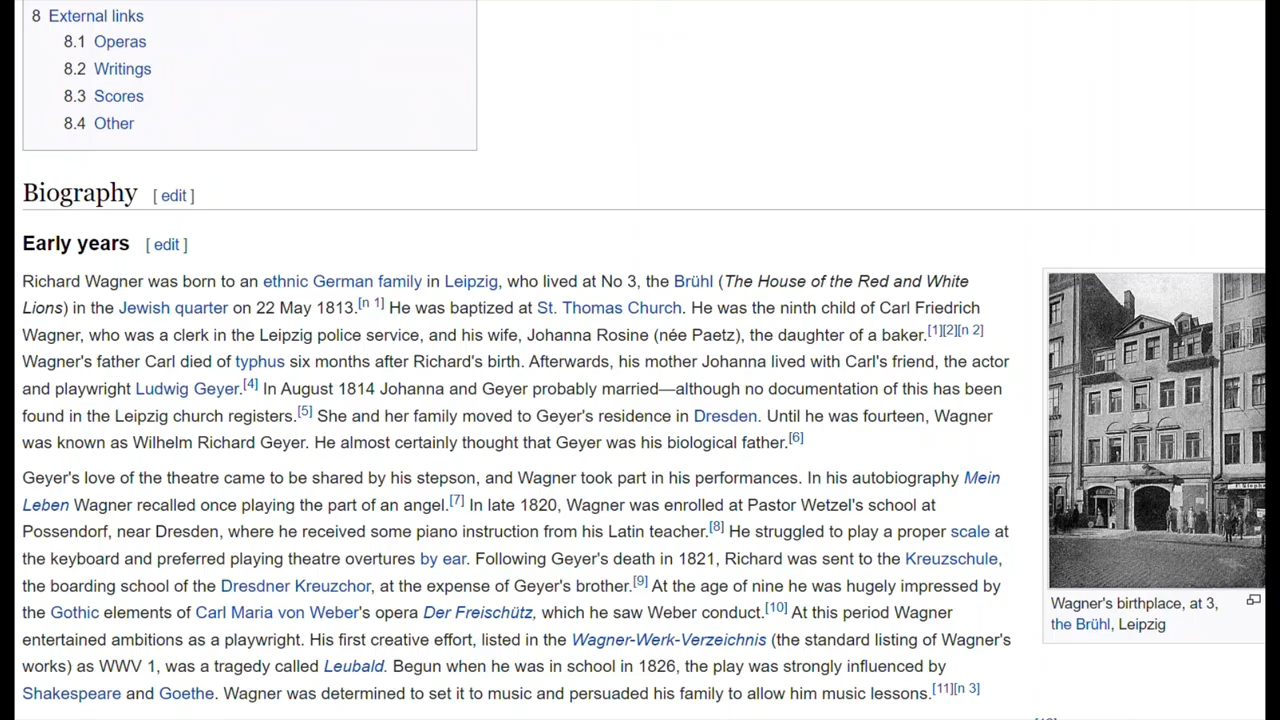 8 External links
8.1 Operas
8.2 Writings
8.3 Scores
8.4 Other
Biography [ edit ]
Early years [ edit ]
Richard Wagner was born to an ethnic German family in Leipzig, who lived at No 3, the Brühl (The House of the Red and White
Lions) in the Jewish quarter on 22 May 1813.[n 1] He was baptized at St. Thomas Church. He was the ninth child of Carl Friedrich
Wagner, who was a clerk in the Leipzig police service, and his wife, Johanna Rosine (née Paetz), the daughter of a baker.[1][2][n 2]
Wagner's father Carl died of typhus six months after Richard's birth. Afterwards, his mother Johanna lived with Carl's friend, the actor
and playwright Ludwig Geyer.[4] In August 1814 Johanna and Geyer probably married—although no documentation of this has been
found in the Leipzig church registers.[5] She and her family moved to Geyer's residence in Dresden. Until he was fourteen, Wagner
was known as Wilhelm Richard Geyer. He almost certainly thought that Geyer was his biological father.[6]
Geyer's love of the theatre came to be shared by his stepson, and Wagner took part in his performances. In his autobiography Mein
Leben Wagner recalled once playing the part of an angel.[7] In late 1820, Wagner was enrolled at Pastor Wetzel's school at
Possendorf, near Dresden, where he received some piano instruction from his Latin teacher.[8] He struggled to play a proper scale at
the keyboard and preferred playing theatre overtures by ear. Following Geyer's death in 1821, Richard was sent to the Kreuzschule,
the boarding school of the Dresdner Kreuzchor, at the expense of Geyer's brother.[9] At the age of nine he was hugely impressed by
the Gothic elements of Carl Maria von Weber's opera Der Freischütz, which he saw Weber conduct.[10] At this period Wagner
entertained ambitions as a playwright. His first creative effort, listed in the Wagner-Werk-Verzeichnis (the standard listing of Wagner's
works) as WWV 1, was a tragedy called Leubald. Begun when he was in school in 1826, the play was strongly influenced by
Shakespeare and Goethe. Wagner was determined to set it to music and persuaded his family to allow him music lessons.[11][n 3]
Wagner's birthplace, at 3,
the Brühl, Leipzig